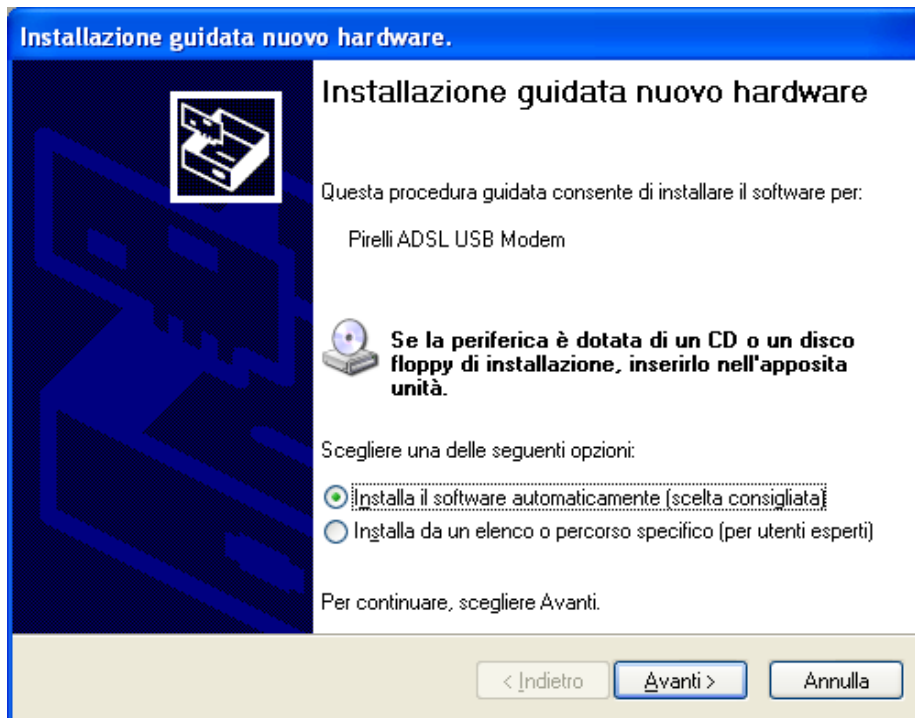 Installazione guidata nuovo hardware.
Installazione guidata nuovo hardware
Questa procedura guidata consente di installare il software per:
Pirelli ADSL USB Modem
Se la periferica è dotata di un CD o un disco
floppy di installazione, inserirlo nell'apposita
unità.
Scegliere una delle seguenti opzioni:
Installa il software automaticamente (scelta consigliata)
Installa da un elenco o percorso specifico (per utenti esperti)
Per continuare, scegliere Avanti.
< Indietro Avanti > Annulla